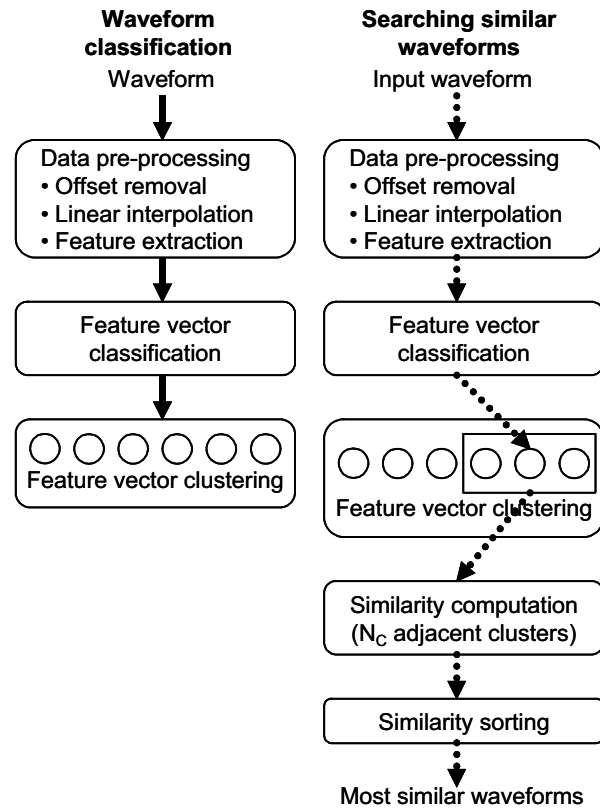 Waveform
classification
Waveform
Data pre-processing
• Offset removal
• Linear interpolation
• Feature extraction
Feature vector
classification
Feature vector clustering
Searching similar
waveforms
Input waveform
Data pre-processing
• Offset removal
• Linear interpolation
• Feature extraction
Feature vector
classification
Feature vector clustering
Similarity computation
(NC adjacent clusters)
Similarity sorting
Most similar waveforms